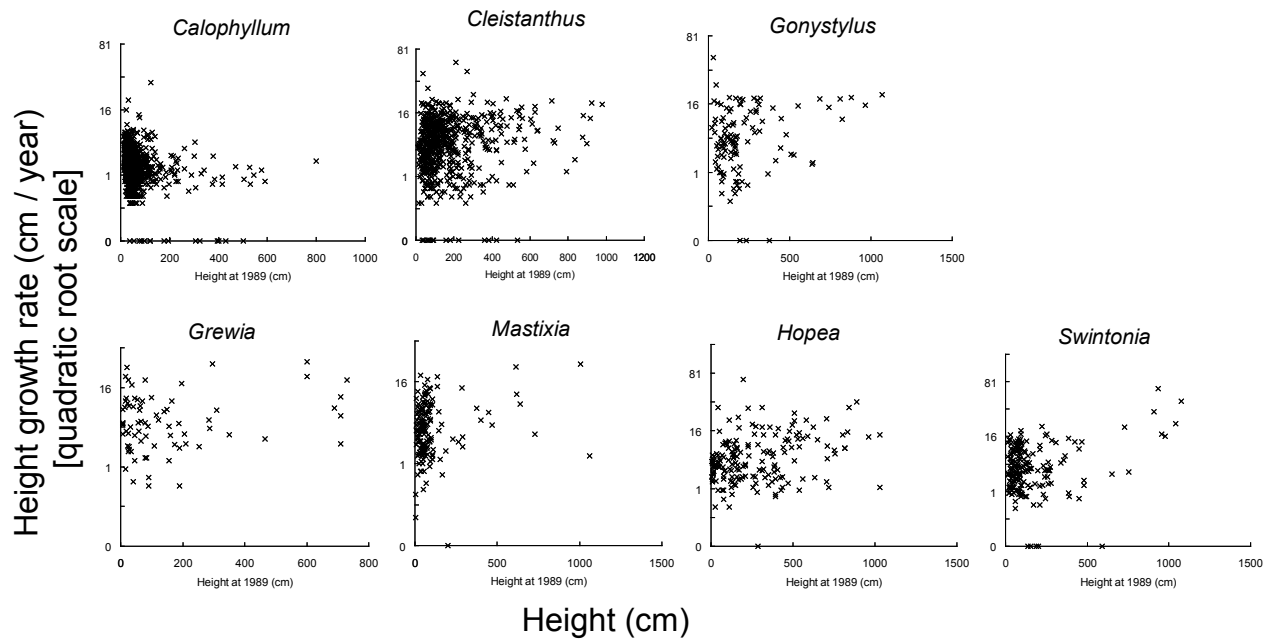 Height growth rate (cm / year)
[quadratic root scale]
Calophyllum
81
16
1
0
0 200 400 600 800 1000
Height at 1989 (cm)
Cleistanthus
81
16
1
0
0 200 400 600 800 1000 1200
Height at 1989 (cm)
Gonystylus
81
16
1
0
0 500 1000 1500
Height at 1989 (cm)
Grewia
16
1
0
0 200 400 600 800
Height at 1989 (cm)
Mastixia
16
1
0
0 500 1000 1500
Height at 1989 (cm)
Hopea
81
16
1
0
0 500 1000 1500
Height at 1989 (cm)
Swintonia
81
16
1
0
0 500 1000 1500
Height at 1989 (cm)
Height (cm)